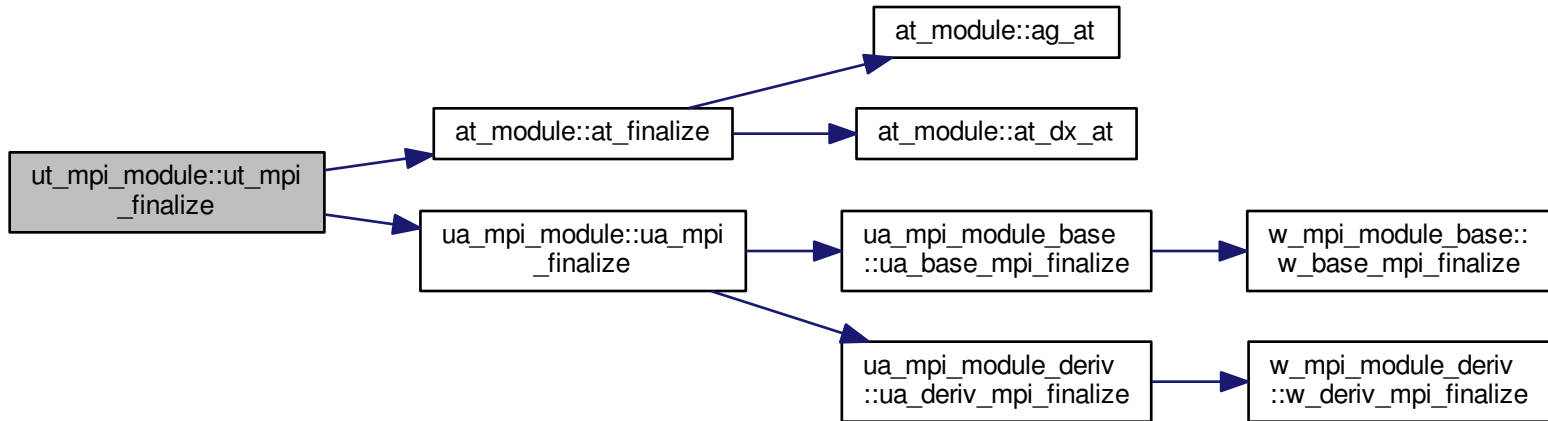 at_module::ag_at
at_module::at_finalize
at_module::at_dx_at
ut_mpi_module::ut_mpi
_finalize
ua_mpi_module::ua_mpi
_finalize
ua_mpi_module_base
::ua_base_mpi_finalize
w_mpi_module_base::
w_base_mpi_finalize
ua_mpi_module_deriv
::ua_deriv_mpi_finalize
w_mpi_module_deriv
::w_deriv_mpi_finalize